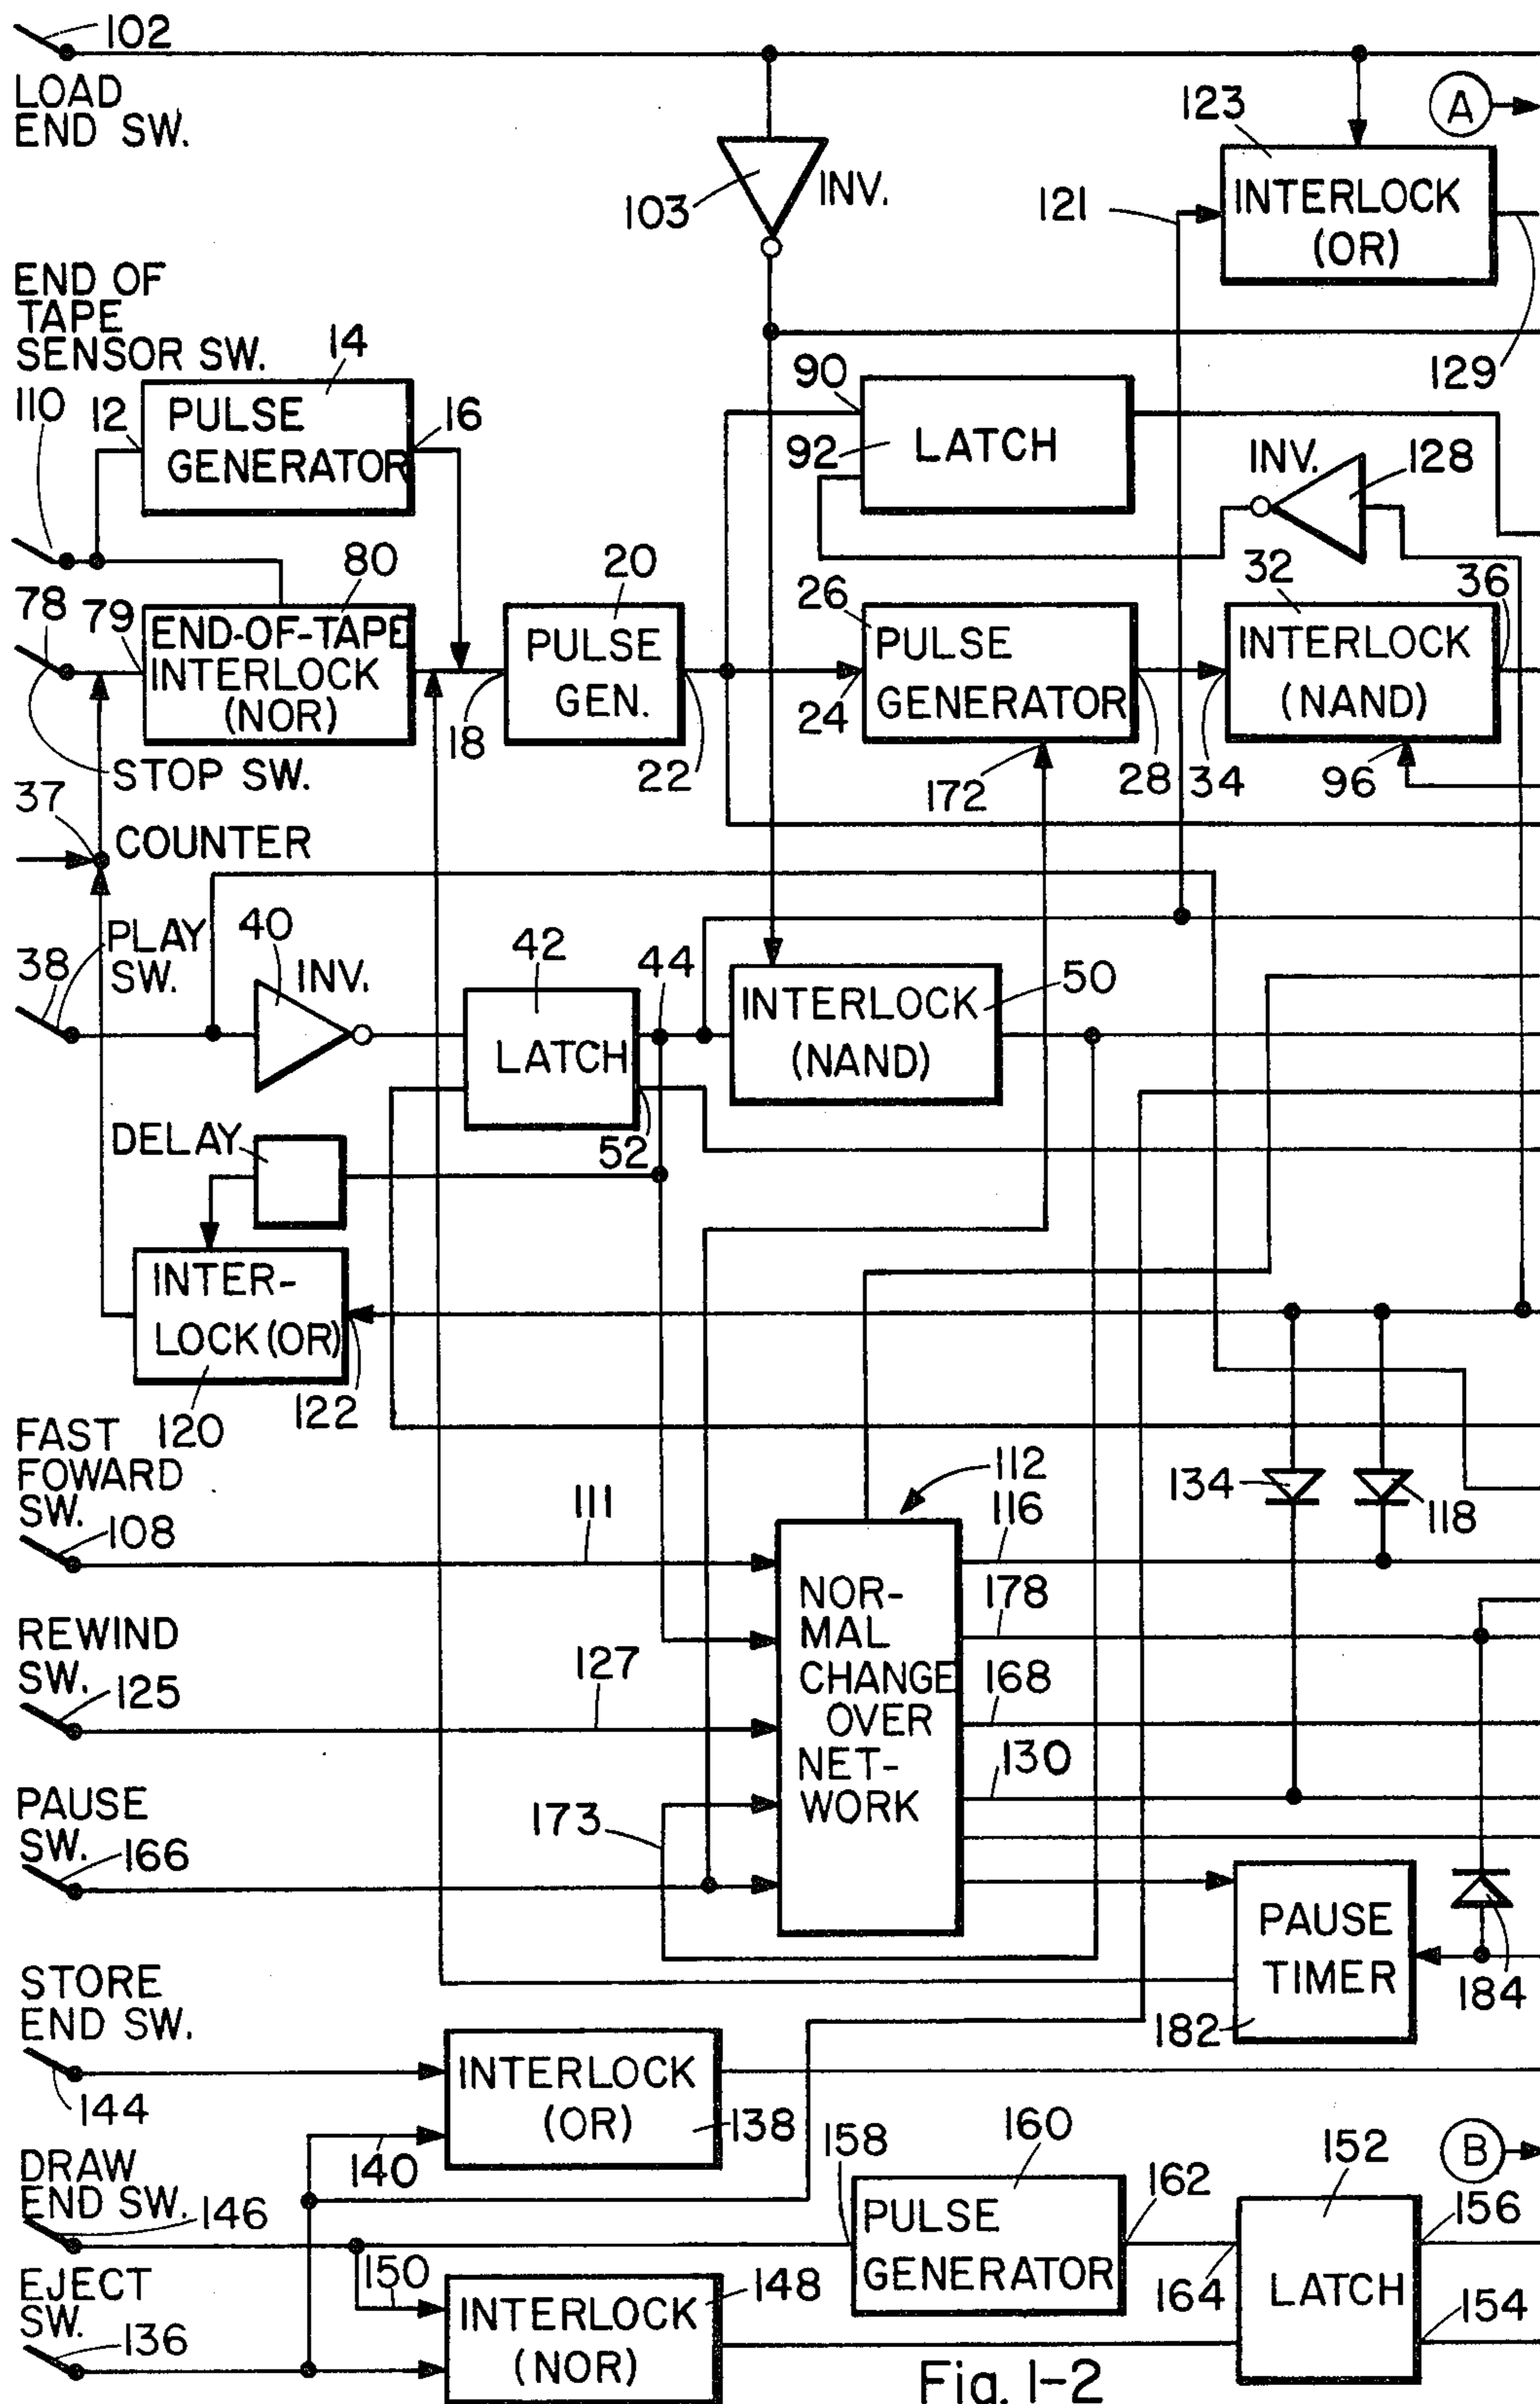 102
LOAD
END SW.
123
A
103
INV.
121
INTERLOCK
(OR)
129
END OF
TAPE
SENSOR SW.
14
110
12
PULSE
GENERATOR
16
90
92
LATCH
INV.
128
78
79
80
END-OF-TAPE
INTERLOCK
(NOR)
20
PULSE
GEN.
18
22
26
PULSE
GENERATOR
24
172
28
32
INTERLOCK
(NAND)
36
34
96
STOP SW.
37
COUNTER
38
PLAY
SW.
40
INV.
42
LATCH
44
52
INTERLOCK
(NAND)
50
DELAY
INTER-
LOCK (OR)
120
122
FAST
FOWARD
SW.
108
111
112
116
134
118
REWIND
SW.
125
127
NOR-
MAL
CHANGE
OVER
NET-
WORK
178
168
130
PAUSE
SW.
166
173
PAUSE
TIMER
182
184
STORE
END SW.
144
INTERLOCK
(OR)
138
140
DRAW
END SW.
146
158
160
PULSE
GENERATOR
162
152
B
156
164
LATCH
154
EJECT
SW.
136
150
148
INTERLOCK
(NOR)
Fig. 1-2